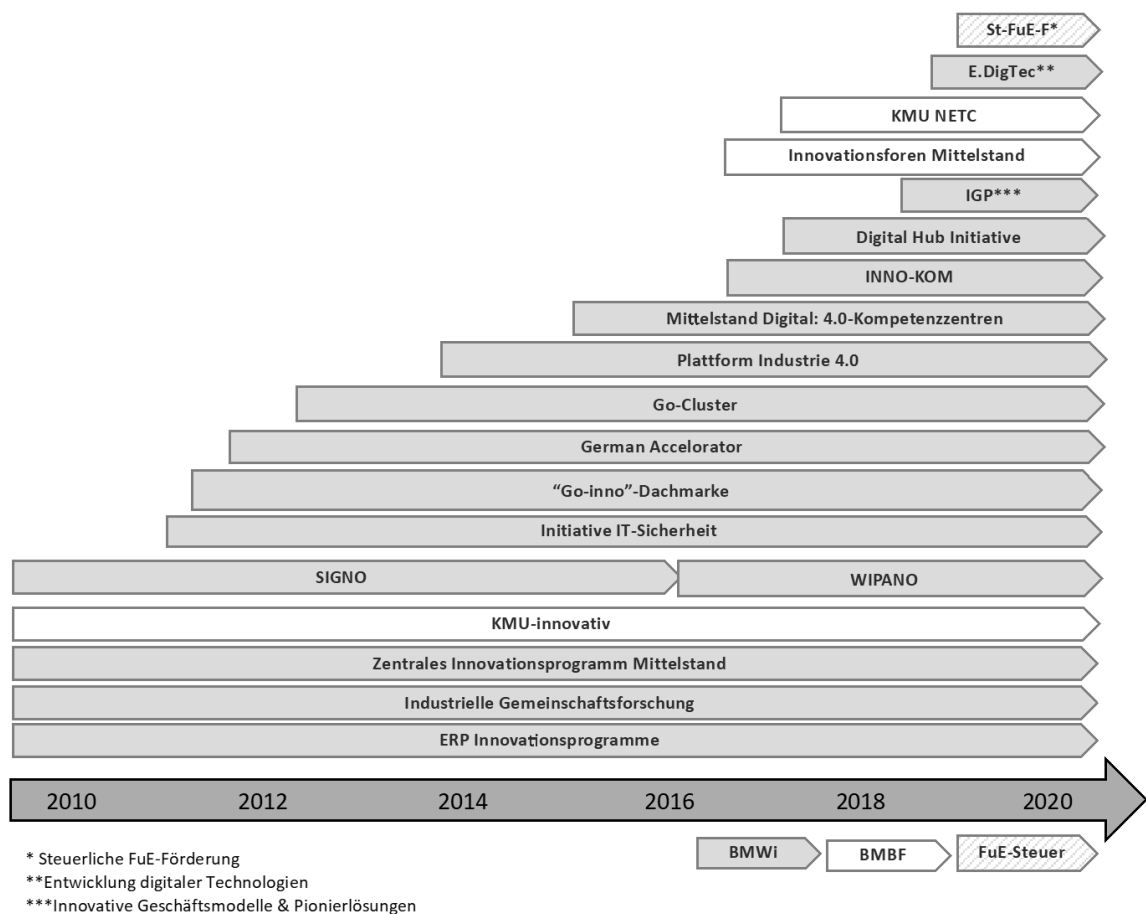 St-FuE-F*
E.DigTec**
KMU NETC
Innovationsforen Mittelstand
IGP***
Digital Hub Initiative
INNO-KOM
Mittelstand Digital: 4.0-Kompetenzzentren
Plattform Industrie 4.0
Go-Cluster
German Accelorator
“Go-inno”-Dachmarke
Initiative IT-Sicherheit
SIGNO WIPANO
KMU-innovativ
Zentrales Innovationsprogramm Mittelstand
Industrielle Gemeinschaftsforschung
ERP Innovationsprogramme
2010 2012 2014 2016 2018 2020
BMWi BMBF FuE-Steuer
* Steuerliche FuE-Förderung
**Entwicklung digitaler Technologien
***Innovative Geschäftsmodelle & Pionierlösungen